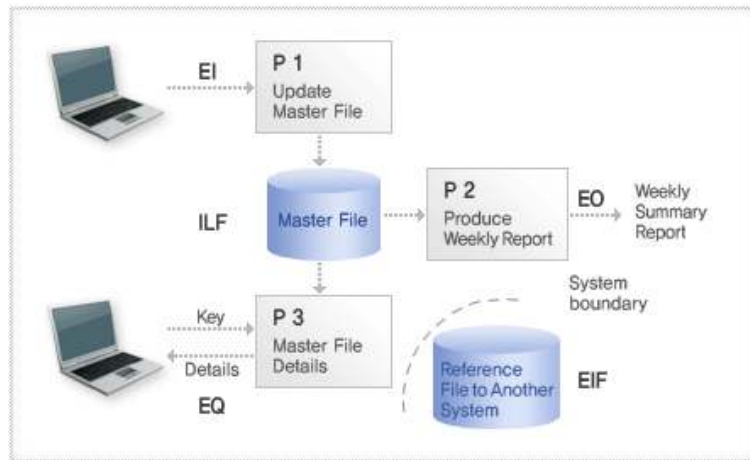 EI
P 1
Update
Master File
ILF
Master File
P 2
Produce
Weekly Report
EO
Weekly
Summary
Report
Key
Details
EQ
P 3
Master File
Details
System
boundary
Reference
File to Another
System
EIF